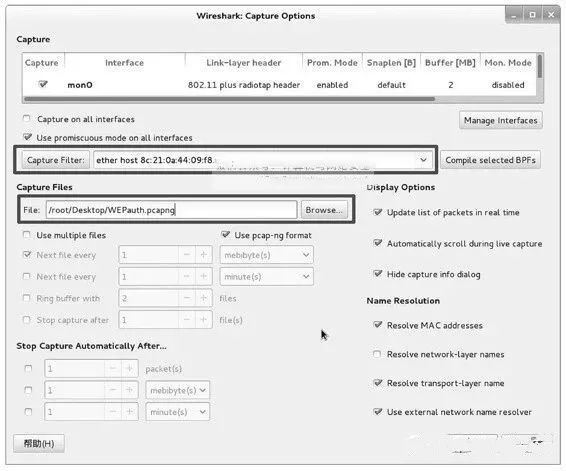 Wireshark: Capture Options
Capture
Capture Interface Link-layer header Prom. Mode Snaplen [B] Buffer [MB] Mon. Mode
mon0 802.11 plus radiotap header enabled default 2 disabled
Capture on all interfaces
Manage Interfaces
Use promiscuous mode on all interfaces
Capture Filter: ether host 8c:21:0a:44:09:f8
Compile selected BPFs
Capture Files
File: /root/Desktop/WEPauth.pcapng Browse...
Use multiple files
Use pcap-ng format
Next file every 1 mebibyte(s)
Next file every 1 minute(s)
Ring buffer with 2 files
Stop capture after 1 file(s)
Stop Capture Automatically After...
1 packet(s)
1 mebibyte(s)
1 minute(s)
Display Options
Update list of packets in real time
Automatically scroll during live capture
Hide capture info dialog
Name Resolution
Resolve MAC addresses
Resolve network-layer names
Resolve transport-layer name
Use external network name resolver
帮助(H)